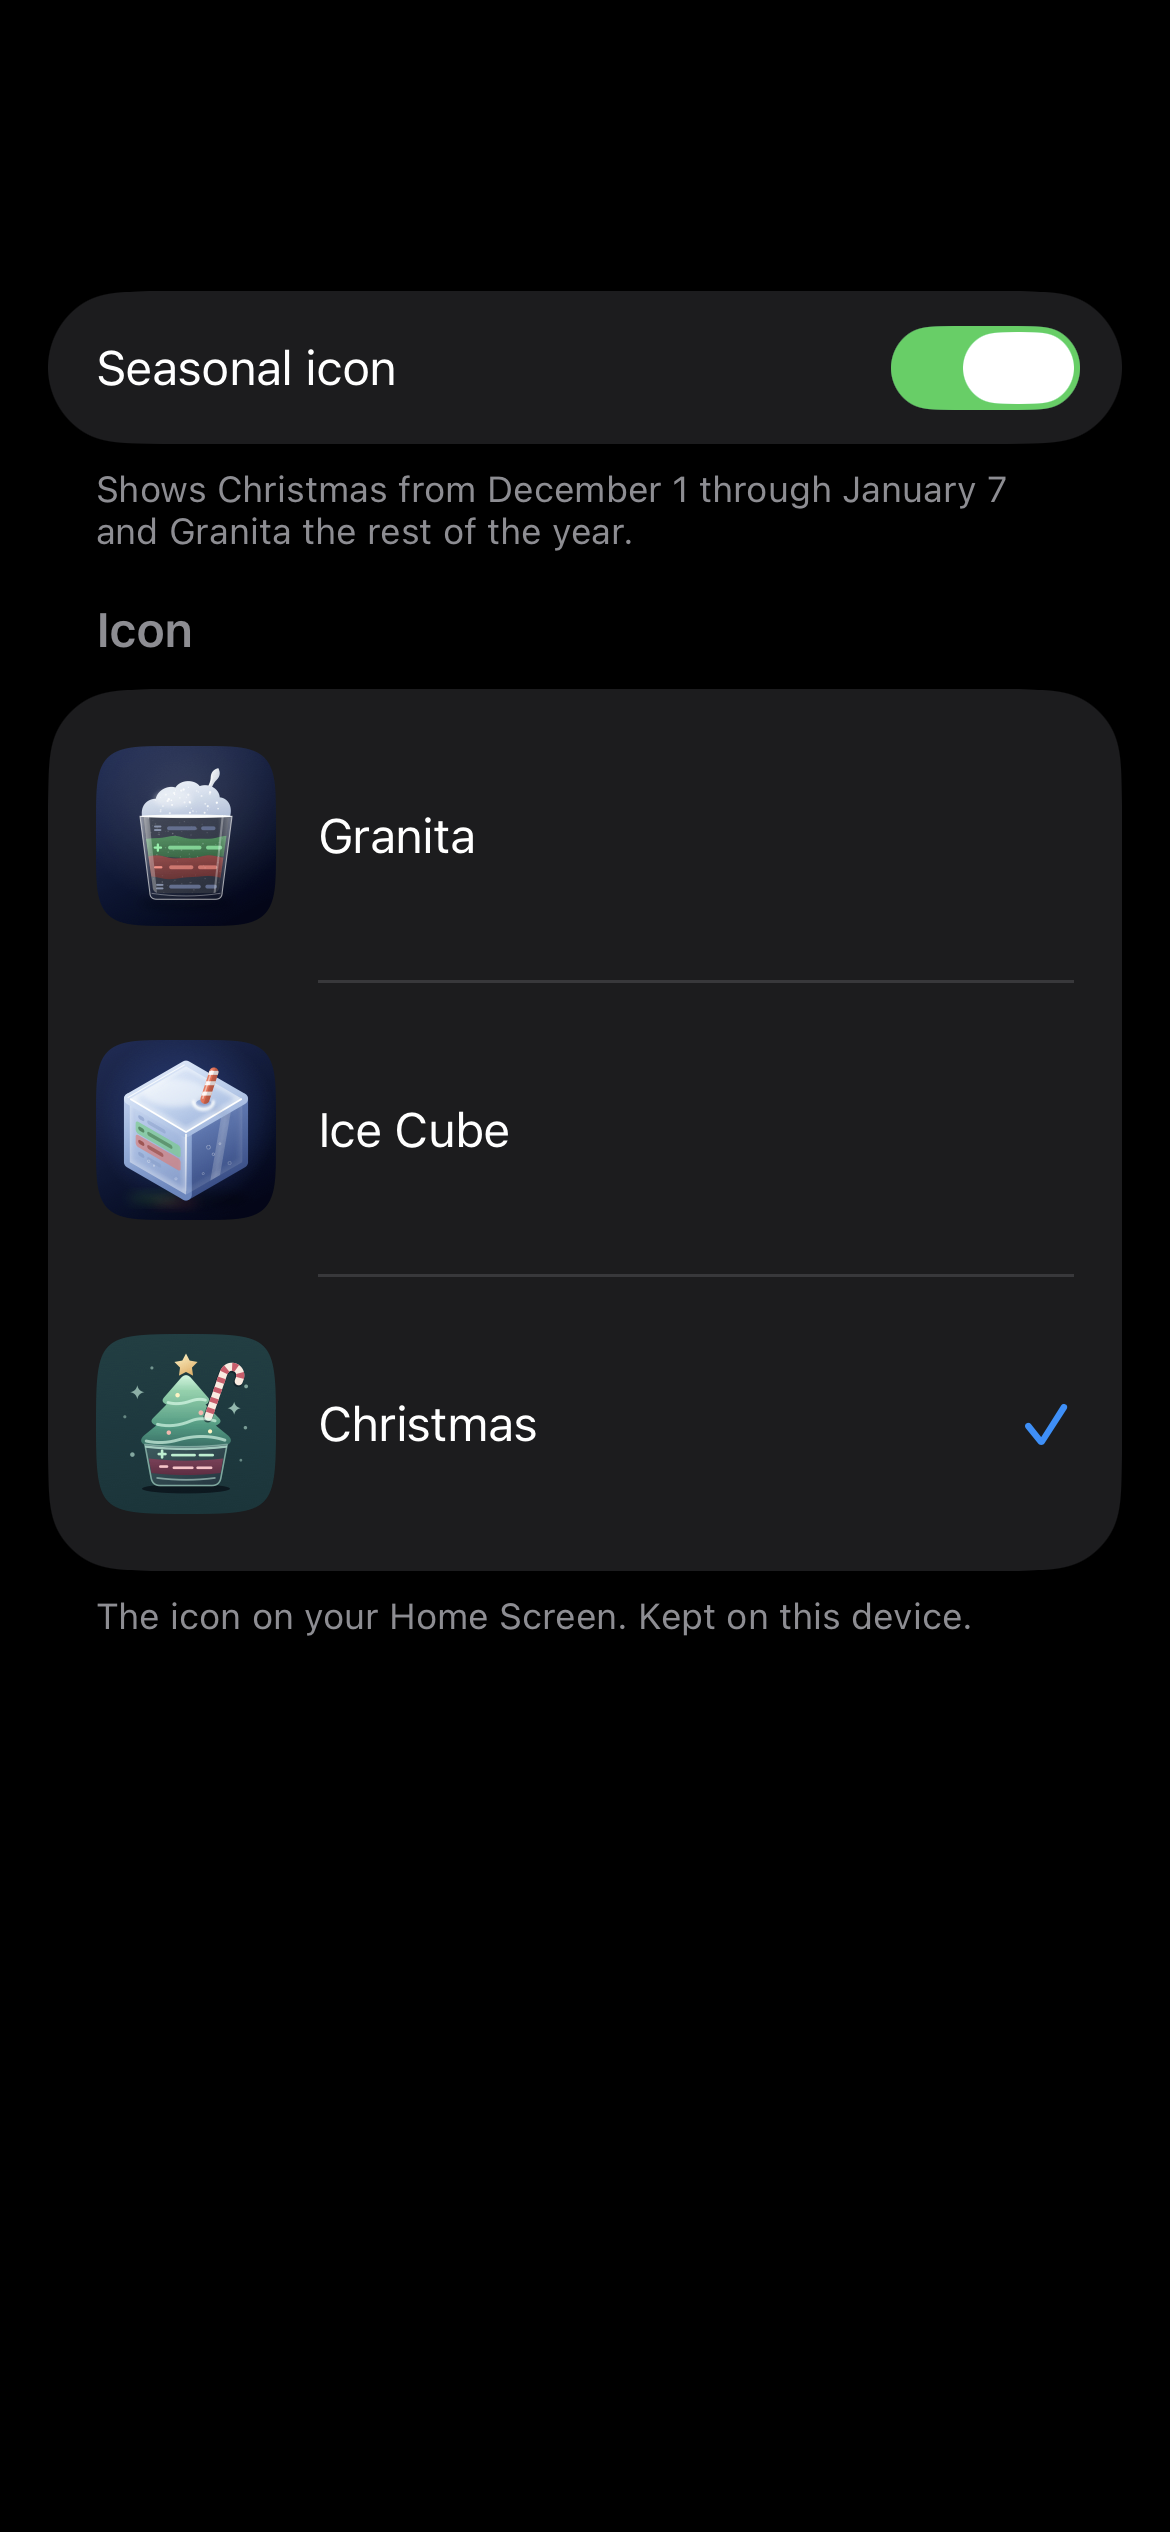 Seasonal icon
Shows Christmas from December 1 through January 7
and Granita the rest of the year.
Icon
Granita
Ice Cube
Christmas
The icon on your Home Screen. Kept on this device.